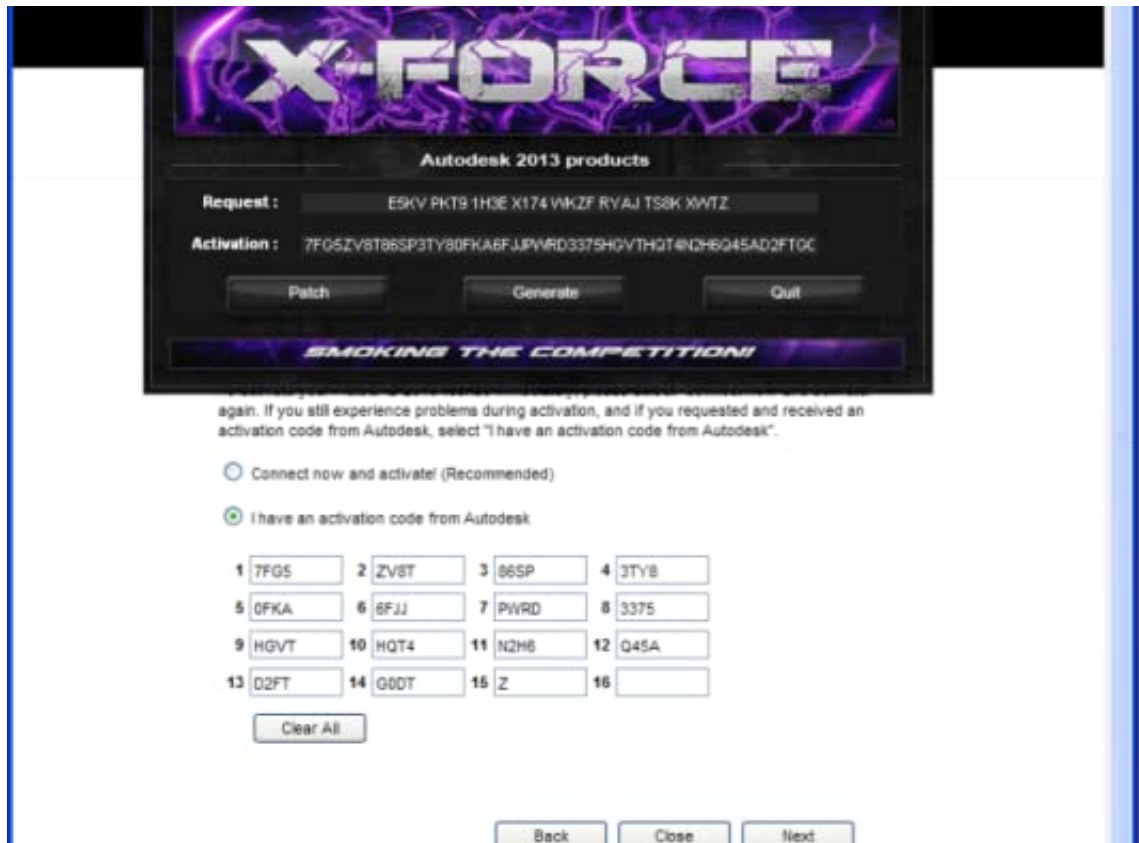 X-FORCE
Autodesk 2013 products
Request : E5KV PKT9 1H3E X174 WKZF RYAJ TS8K XWTZ
Activation : 7FG5ZV8T86SP3TY80FKA6FJJPWRD3375HGVTHQT4N2H6Q45AD2FTGC
Patch Generate Quit
SMOKING THE COMPETITION!
again. If you still experience problems during activation, and if you requested and received an
activation code from Autodesk, select "I have an activation code from Autodesk".
Connect now and activate! (Recommended)
I have an activation code from Autodesk
1 7FG5 2 ZV8T 3 86SP 4 3TY8
5 0FKA 6 6FJJ 7 PWRD 8 3375
9 HGVT 10 HQT4 11 N2H6 12 Q45A
13 D2FT 14 G0DT 15 Z 16
Clear All
Back Close Next